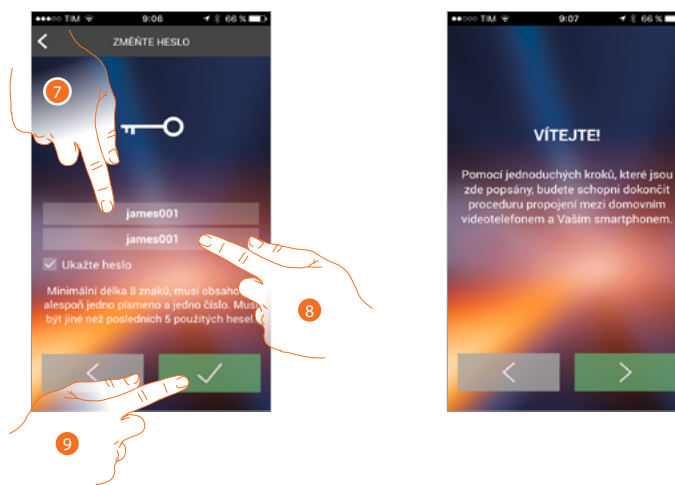 TIM 9:06 66 %
ZMĚŇTE HESLO
7
james001
james001
Ukažte heslo
Minimální délka 8 znaků, musí obsaho
alespoň jedno písmeno a jedno číslo. Mus
být jiné než posledních 5 použitých hesel.
8
9
TIM 9:07 66 %
VÍTEJTE!
Pomocí jednoduchých kroků, které jsou
zde popsány, budete schopni dokončit
proceduru propojení mezi domovním
videotelefonem a Vaším smartphonem.